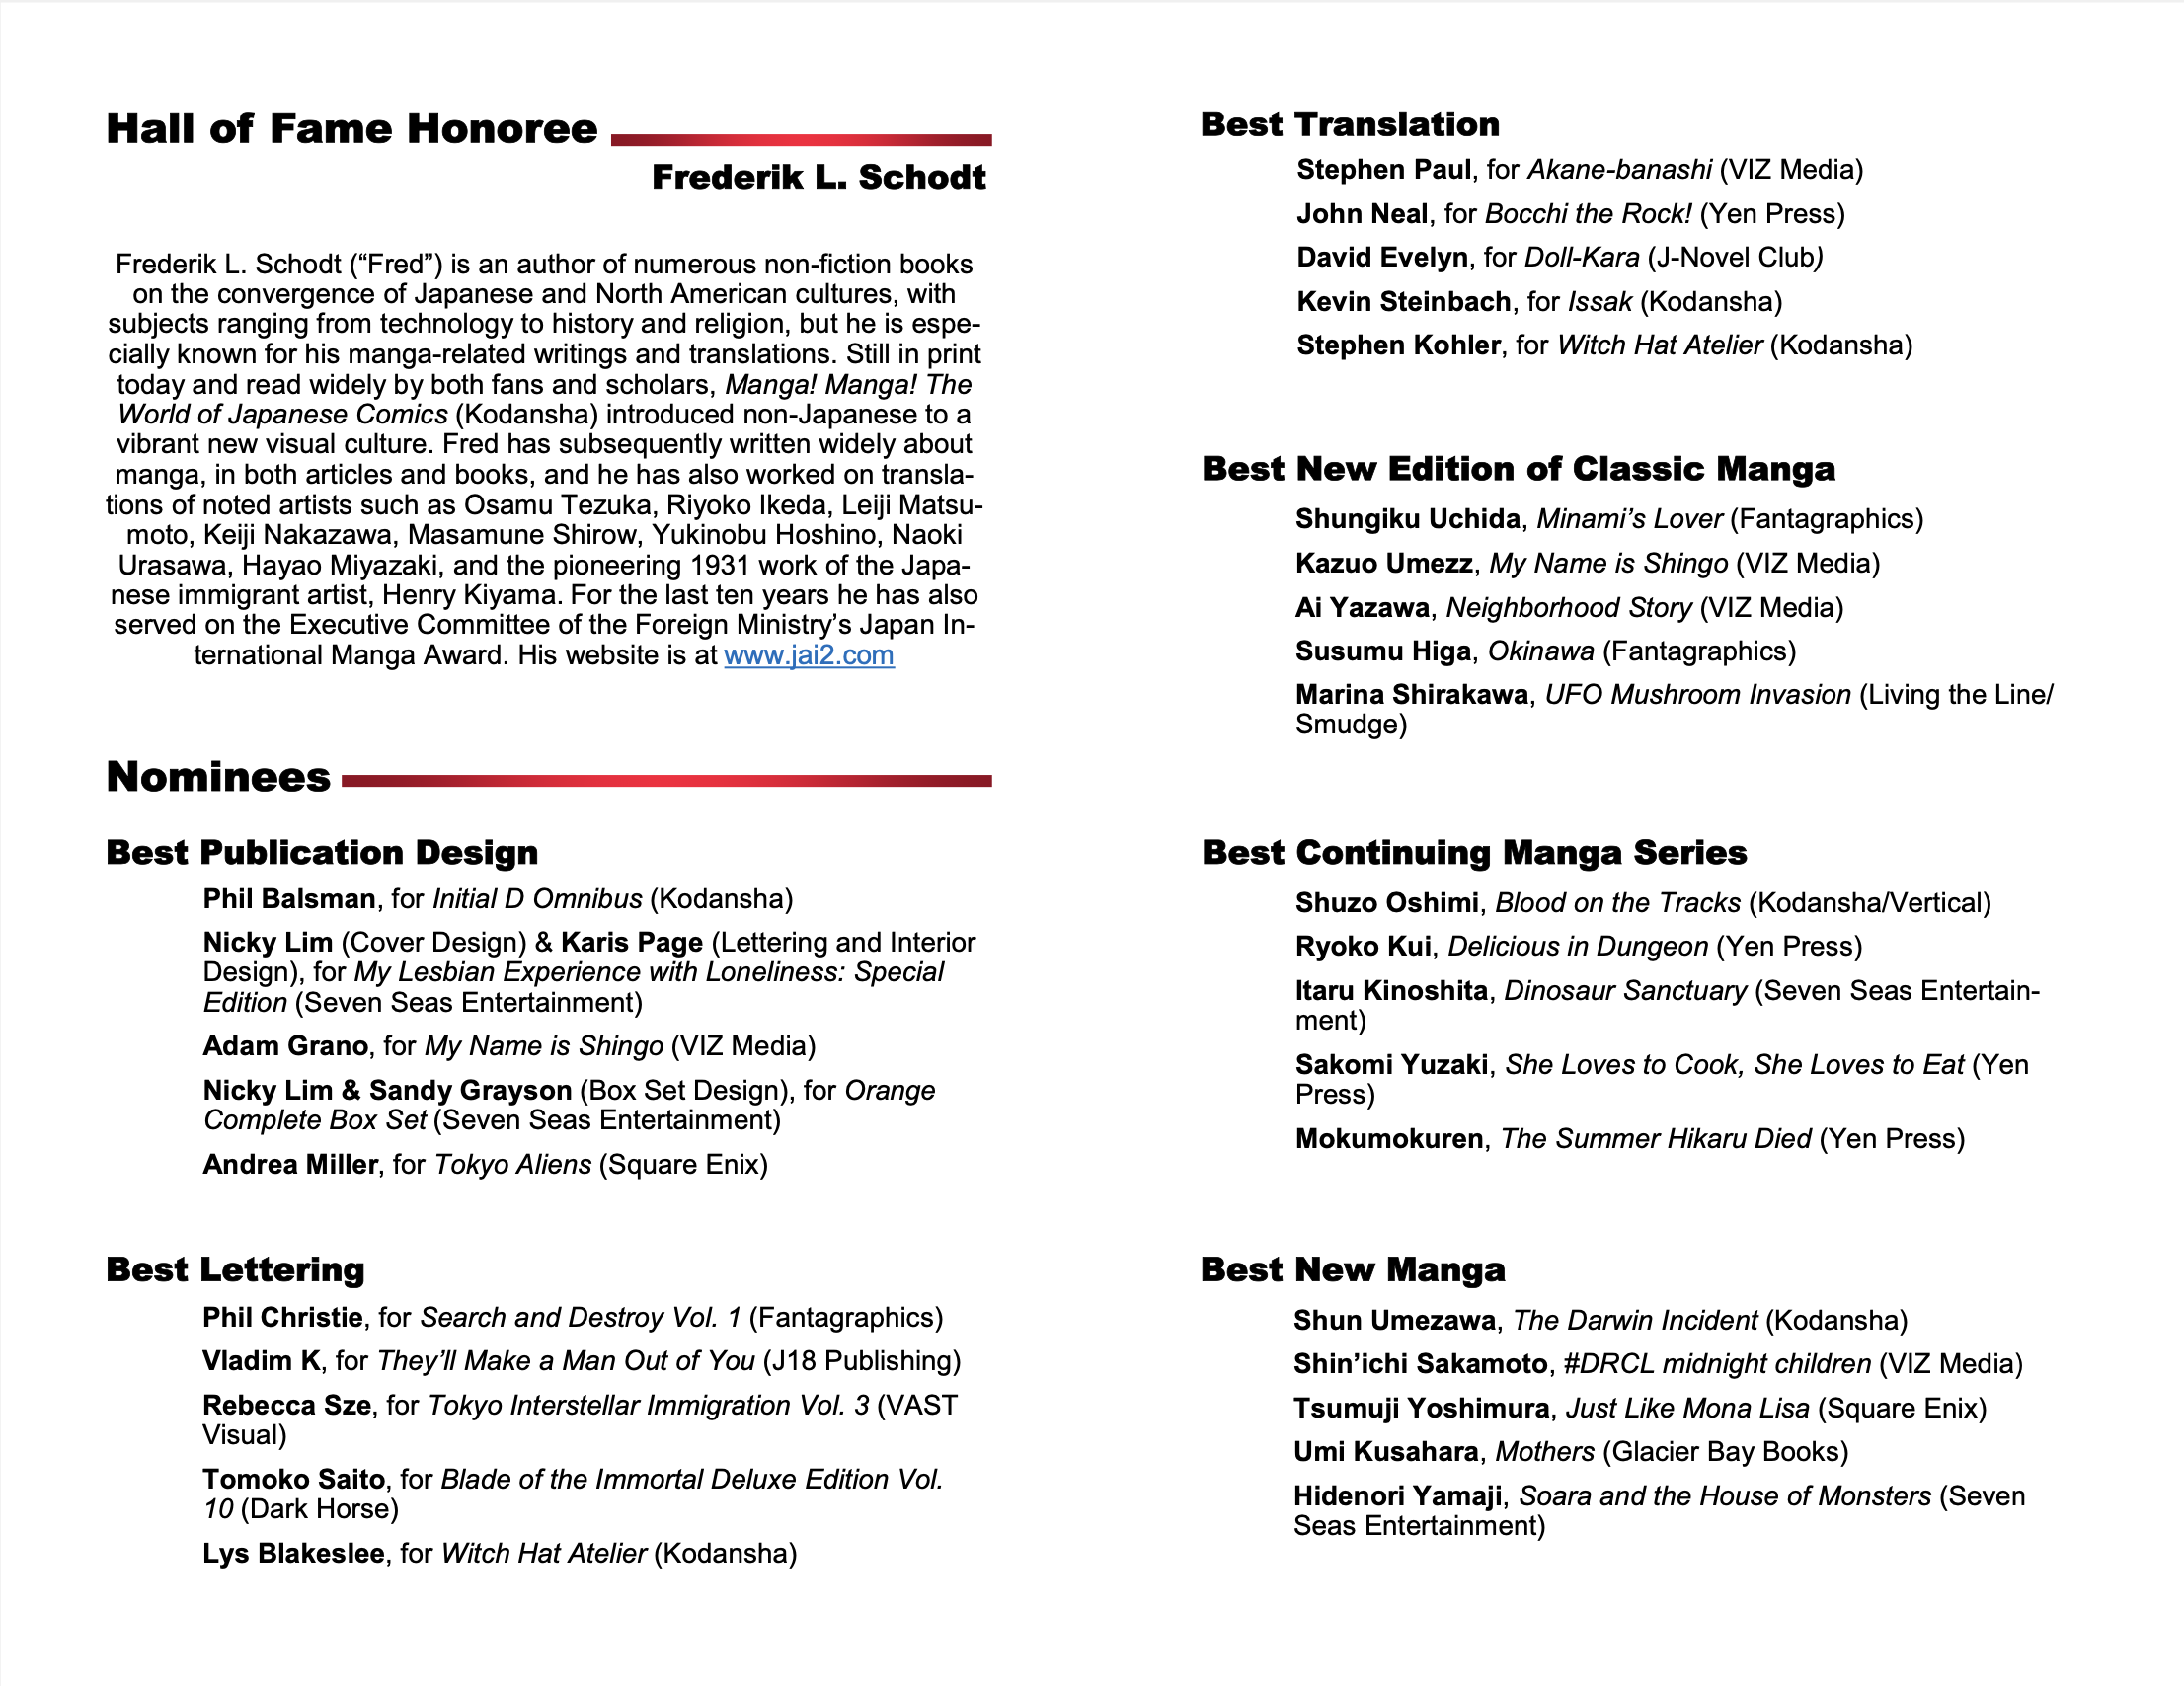 Hall of Fame Honoree
Frederik L. Schodt
Frederik L. Schodt (“Fred”) is an author of numerous non-fiction books
on the convergence of Japanese and North American cultures, with
subjects ranging from technology to history and religion, but he is espe-
cially known for his manga-related writings and translations. Still in print
today and read widely by both fans and scholars, Manga! Manga! The
World of Japanese Comics (Kodansha) introduced non-Japanese to a
vibrant new visual culture. Fred has subsequently written widely about
manga, in both articles and books, and he has also worked on transla-
tions of noted artists such as Osamu Tezuka, Riyoko Ikeda, Leiji Matsu-
moto, Keiji Nakazawa, Masamune Shirow, Yukinobu Hoshino, Naoki
Urasawa, Hayao Miyazaki, and the pioneering 1931 work of the Japa-
nese immigrant artist, Henry Kiyama. For the last ten years he has also
served on the Executive Committee of the Foreign Ministry’s Japan In-
ternational Manga Award. His website is at www.jai2.com
Nominees
Best Publication Design
Phil Balsman, for Initial D Omnibus (Kodansha)
Nicky Lim (Cover Design) & Karis Page (Lettering and Interior
Design), for My Lesbian Experience with Loneliness: Special
Edition (Seven Seas Entertainment)
Adam Grano, for My Name is Shingo (VIZ Media)
Nicky Lim & Sandy Grayson (Box Set Design), for Orange
Complete Box Set (Seven Seas Entertainment)
Andrea Miller, for Tokyo Aliens (Square Enix)
Best Lettering
Phil Christie, for Search and Destroy Vol. 1 (Fantagraphics)
Vladim K, for They’ll Make a Man Out of You (J18 Publishing)
Rebecca Sze, for Tokyo Interstellar Immigration Vol. 3 (VAST
Visual)
Tomoko Saito, for Blade of the Immortal Deluxe Edition Vol.
10 (Dark Horse)
Lys Blakeslee, for Witch Hat Atelier (Kodansha)
Best Translation
Stephen Paul, for Akane-banashi (VIZ Media)
John Neal, for Bocchi the Rock! (Yen Press)
David Evelyn, for Doll-Kara (J-Novel Club)
Kevin Steinbach, for Issak (Kodansha)
Stephen Kohler, for Witch Hat Atelier (Kodansha)
Best New Edition of Classic Manga
Shungiku Uchida, Minami’s Lover (Fantagraphics)
Kazuo Umezz, My Name is Shingo (VIZ Media)
Ai Yazawa, Neighborhood Story (VIZ Media)
Susumu Higa, Okinawa (Fantagraphics)
Marina Shirakawa, UFO Mushroom Invasion (Living the Line/
Smudge)
Best Continuing Manga Series
Shuzo Oshimi, Blood on the Tracks (Kodansha/Vertical)
Ryoko Kui, Delicious in Dungeon (Yen Press)
Itaru Kinoshita, Dinosaur Sanctuary (Seven Seas Entertain-
ment)
Sakomi Yuzaki, She Loves to Cook, She Loves to Eat (Yen
Press)
Mokumokuren, The Summer Hikaru Died (Yen Press)
Best New Manga
Shun Umezawa, The Darwin Incident (Kodansha)
Shin’ichi Sakamoto, #DRCL midnight children (VIZ Media)
Tsumuji Yoshimura, Just Like Mona Lisa (Square Enix)
Umi Kusahara, Mothers (Glacier Bay Books)
Hidenori Yamaji, Soara and the House of Monsters (Seven
Seas Entertainment)